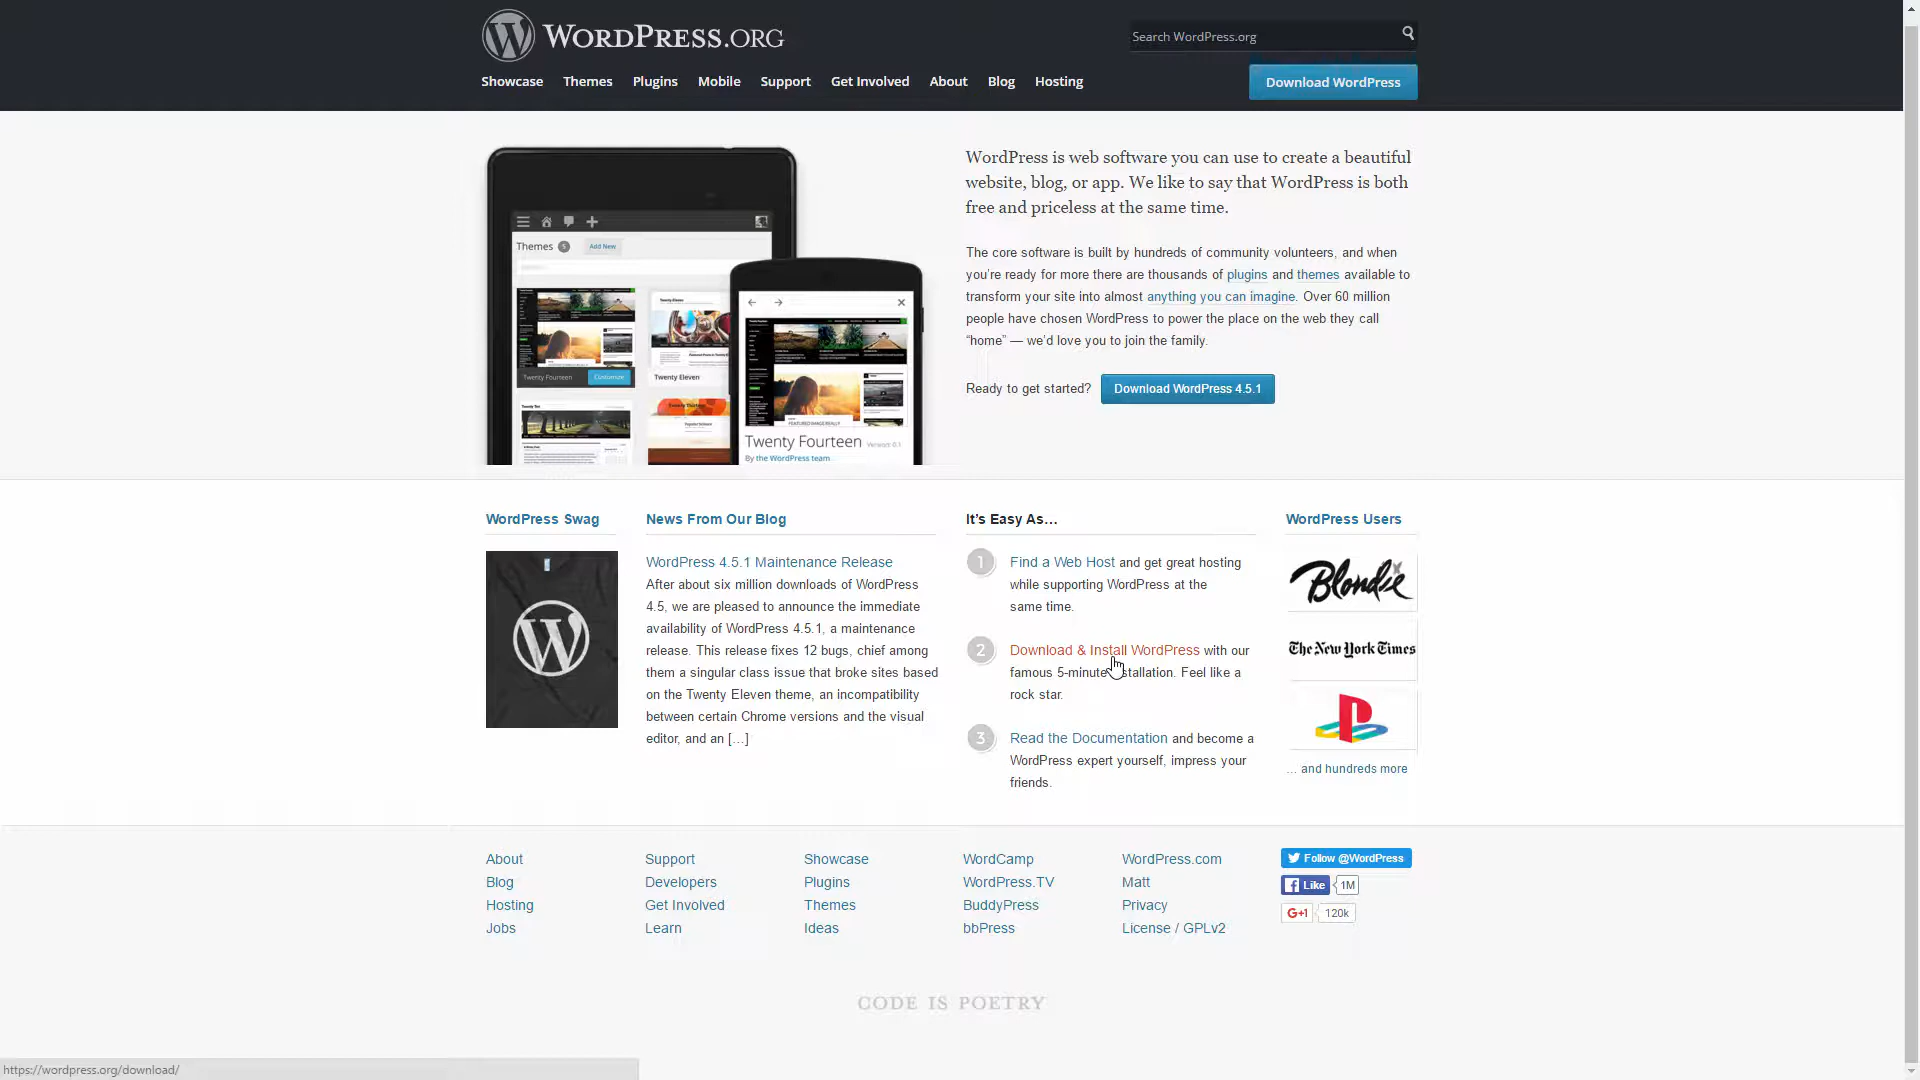 WORDPRESS.ORG
Search WordPress.org
Showcase Themes Plugins Mobile Support Get Involved About Blog Hosting
Download WordPress
WordPress is web software you can use to create a beautiful
website, blog, or app. We like to say that WordPress is both
free and priceless at the same time.
The core software is built by hundreds of community volunteers, and when
you're ready for more there are thousands of plugins and themes available to
transform your site into almost anything you can imagine. Over 60 million
people have chosen WordPress to power the place on the web they call
“home” — we'd love you to join the family.
Ready to get started? Download WordPress 4.5.1
Themes 5 Add New
Twenty Fourteen Customize
Twenty Eleven
Twenty Fourteen Version: 0.1
By the WordPress team
WordPress Swag
News From Our Blog
WordPress 4.5.1 Maintenance Release
After about six million downloads of WordPress
4.5, we are pleased to announce the immediate
availability of WordPress 4.5.1, a maintenance
release. This release fixes 12 bugs, chief among
them a singular class issue that broke sites based
on the Twenty Eleven theme, an incompatibility
between certain Chrome versions and the visual
editor, and an […]
It's Easy As…
1 Find a Web Host and get great hosting
while supporting WordPress at the
same time.
2 Download & Install WordPress with our
famous 5-minute installation. Feel like a
rock star.
3 Read the Documentation and become a
WordPress expert yourself, impress your
friends.
WordPress Users
Blondie
The New York Times
… and hundreds more
About
Blog
Hosting
Jobs
Support
Developers
Get Involved
Learn
Showcase
Plugins
Themes
Ideas
WordCamp
WordPress.TV
BuddyPress
bbPress
WordPress.com
Matt
Privacy
License / GPLv2
Follow @WordPress
Like 1M
G+1 120k
CODE IS POETRY
https://wordpress.org/download/